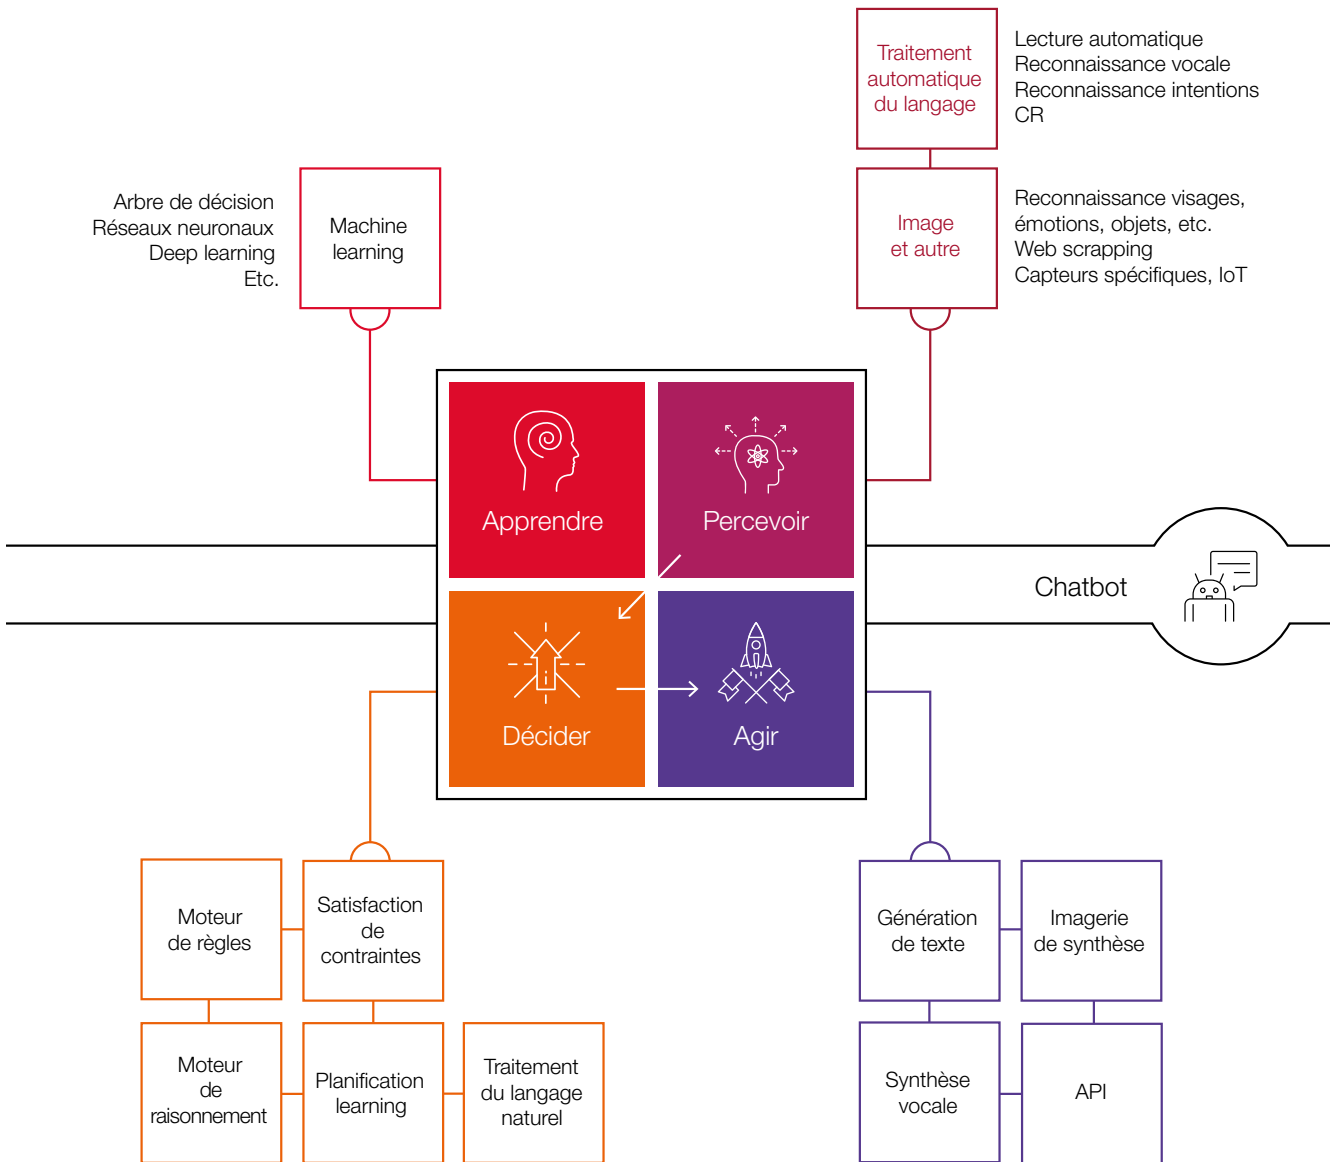 Traitement
automatique
du langage
Lecture automatique
Reconnaissance vocale
Reconnaissance intentions
CR
Arbre de décision
Réseaux neuronaux
Deep learning
Etc.
Machine
learning
Image
et autre
Reconnaissance visages,
émotions, objets, etc.
Web scrapping
Capteurs spécifiques, IoT
Apprendre
Percevoir
Chatbot
Décider
Agir
Moteur
de règles
Satisfaction
de
contraintes
Génération
de texte
Imagerie
de synthèse
Moteur
de
raisonnement
Planification
learning
Traitement
du langage
naturel
Synthèse
vocale
API